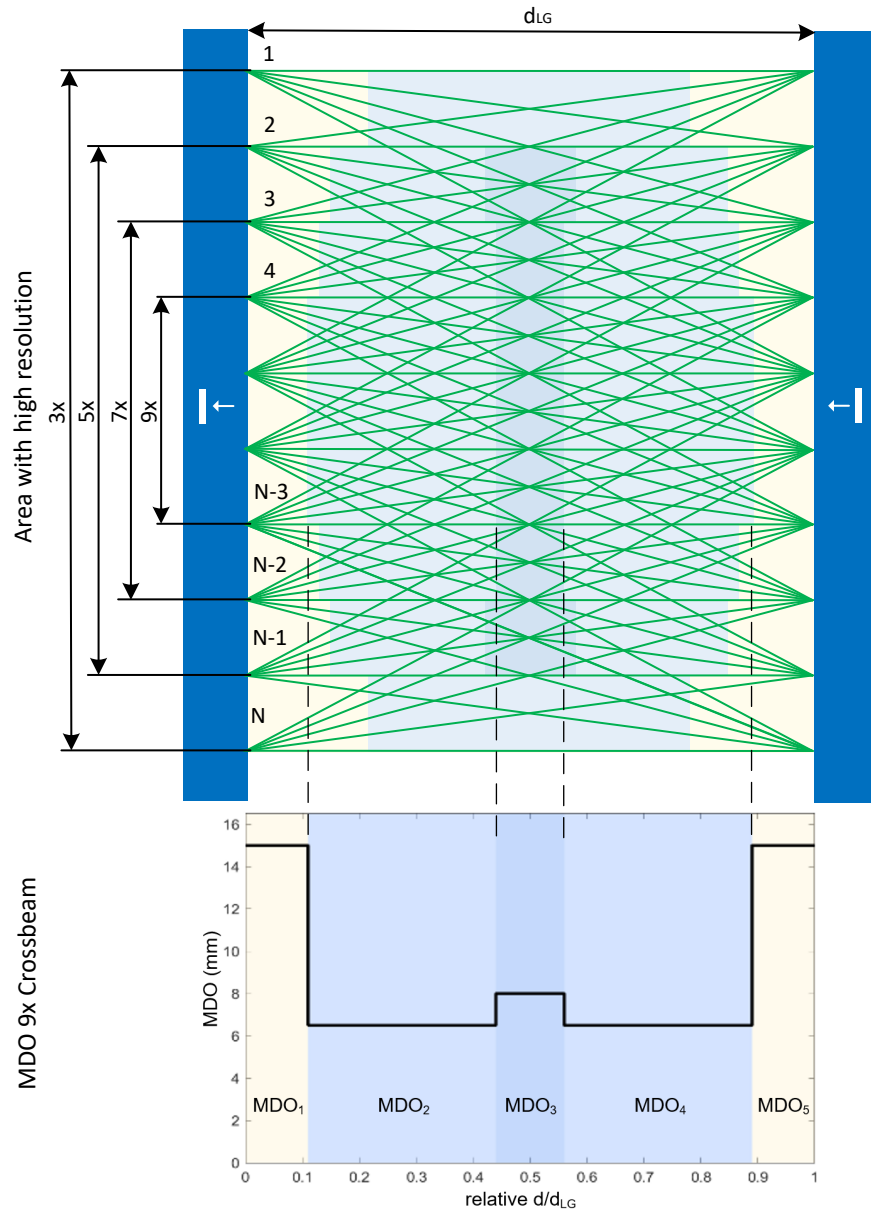 dLG
1
2
3
4
N-3
N-2
N-1
N
Area with high resolution
3x
5x
7x
9x
MDO 9x Crossbeam
MDO (mm)
16
14
12
10
8
6
4
2
0
MDO1
MDO2
MDO3
MDO4
MDO5
0 0.1 0.2 0.3 0.4 0.5 0.6 0.7 0.8 0.9 1
relative d/dLG